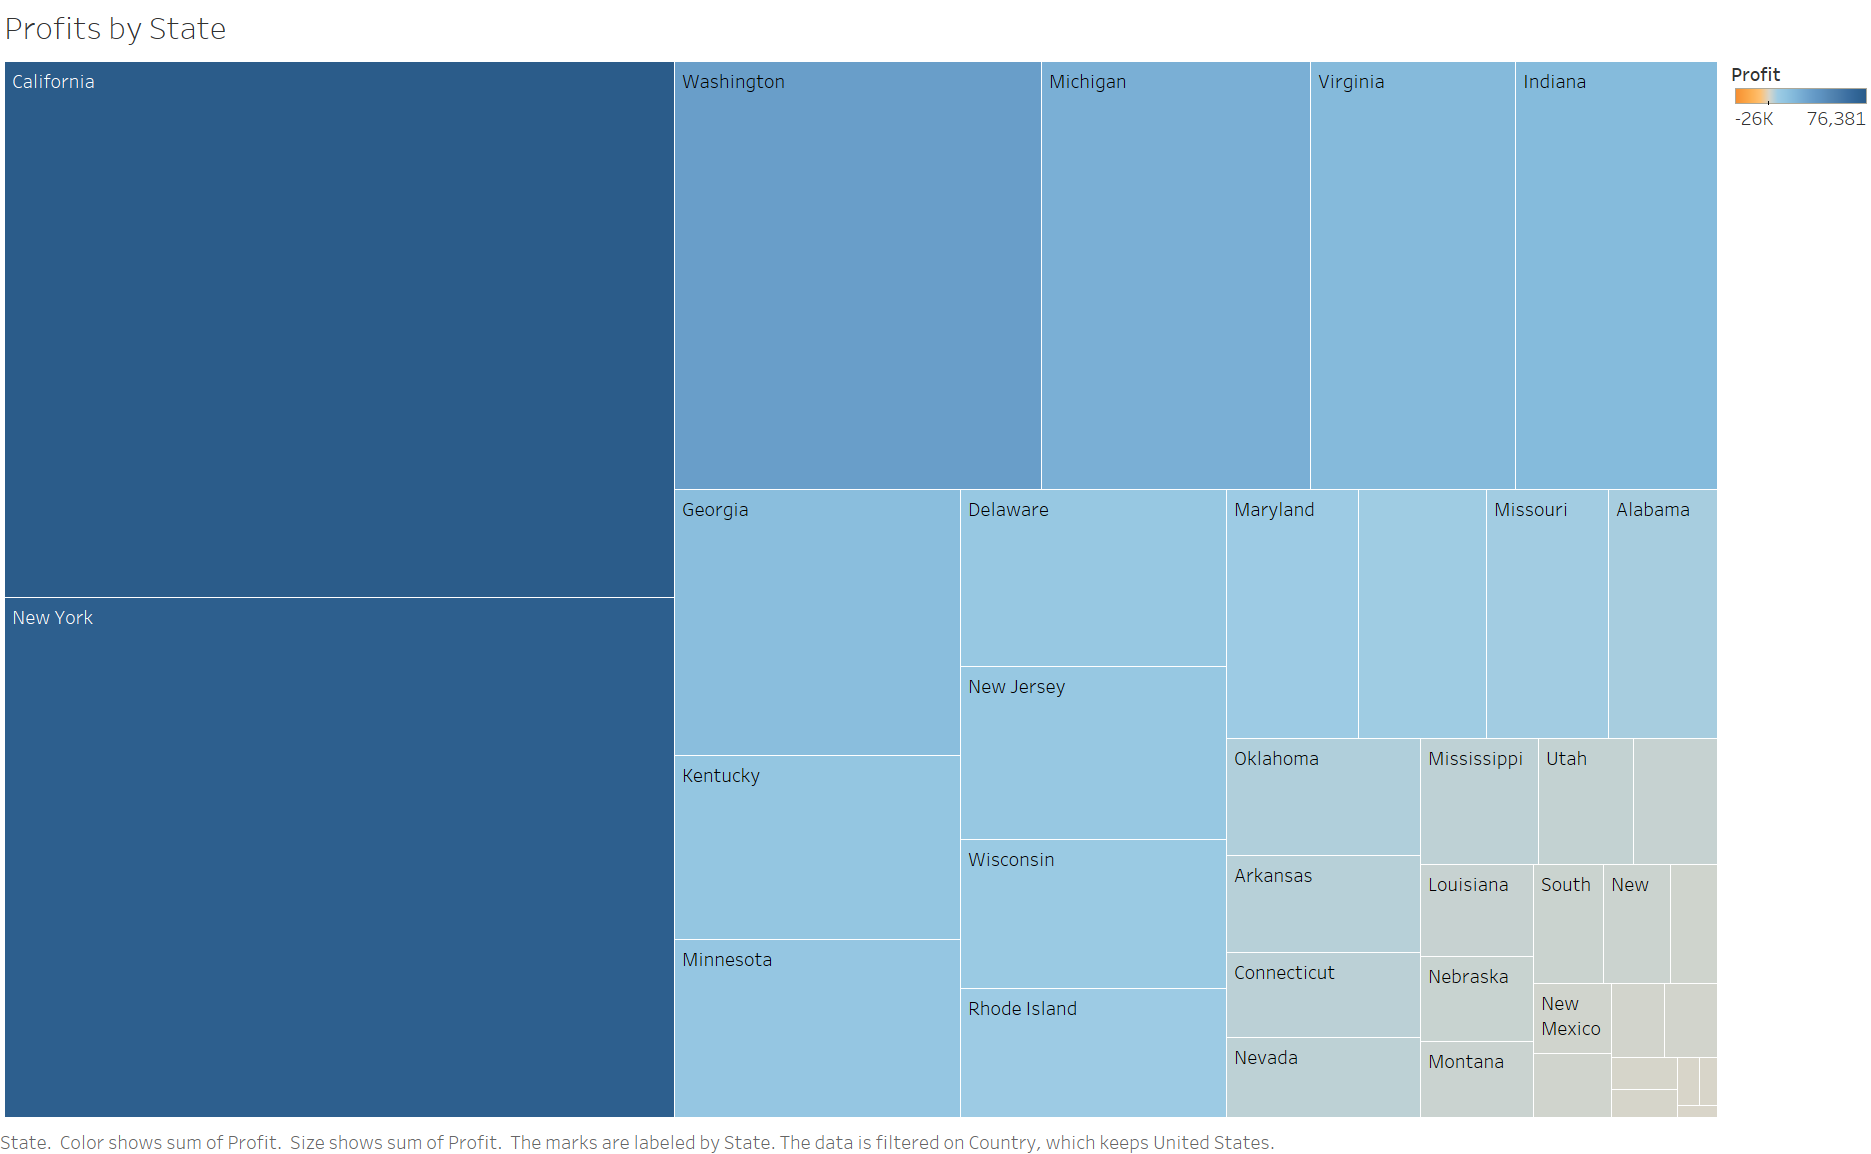 Profits by State
California
Washington
Michigan
Virginia
Indiana
Profit
-26K 76,381
Georgia
Delaware
Maryland
Missouri
Alabama
New York
New Jersey
Kentucky
Oklahoma
Mississippi
Utah
Wisconsin
Arkansas
Louisiana
South
New
Minnesota
Connecticut
Nebraska
New
Mexico
Rhode Island
Nevada
Montana
State. Color shows sum of Profit. Size shows sum of Profit. The marks are labeled by State. The data is filtered on Country, which keeps United States.